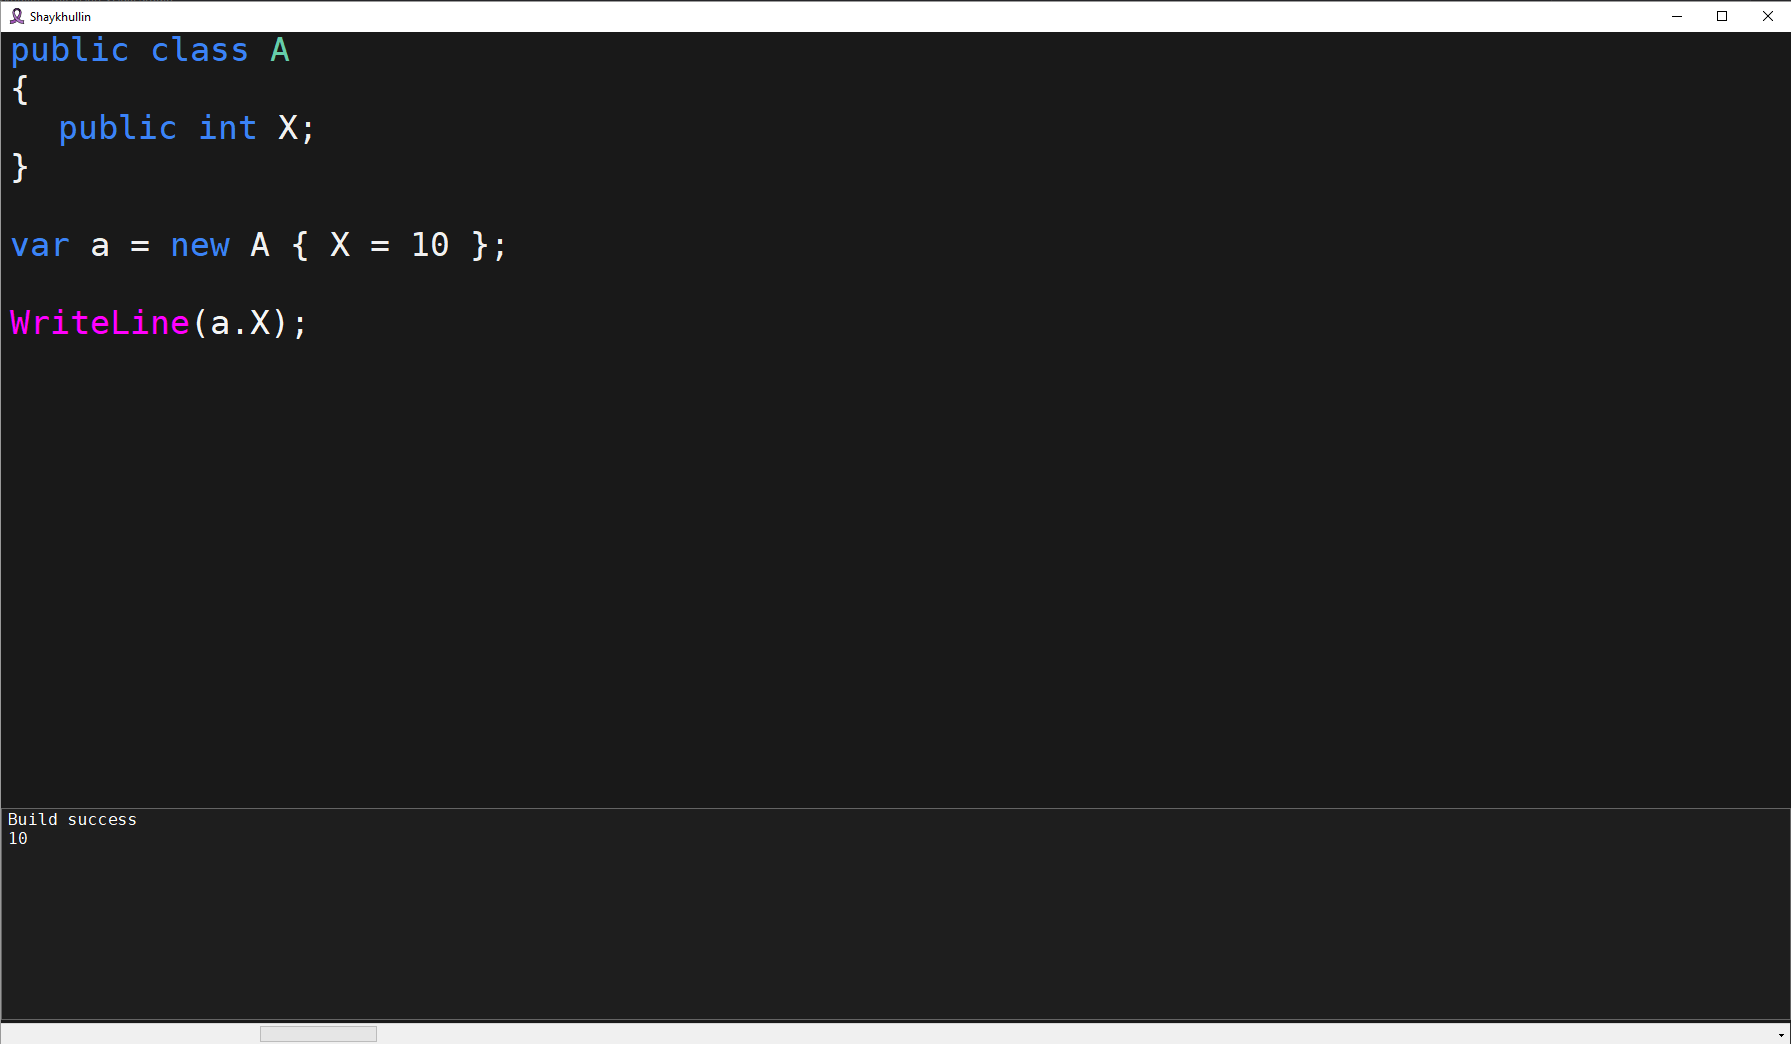 Shaykhullin
public class A
{
public int X;
}
var a = new A { X = 10 };
WriteLine(a.X);
Build success
10